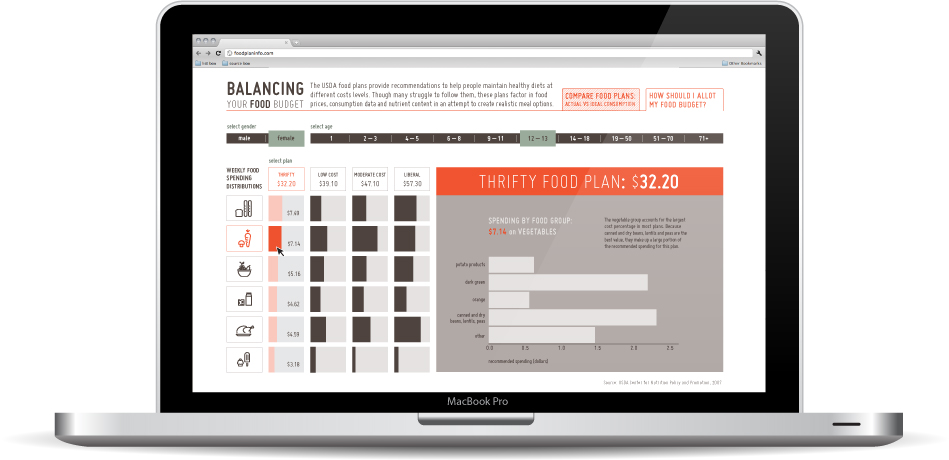 foodplaninfo.com
Other Bookmarks
BALANCING
YOUR FOOD BUDGET
The USDA food plans provide recommendations to help people maintain healthy diets at
different costs levels. Though many struggle to follow them, these plans factor in food
prices, consumption data and nutrient content in an attempt to create realistic meal options.
COMPARE FOOD PLANS:
ACTUAL VS IDEAL CONSUMPTION
HOW SHOULD I ALLOT
MY FOOD BUDGET?
select gender
select age
male
female
1
2 — 3
4 — 5
6 — 8
9 — 11
12 — 13
14 — 18
19 — 50
51 — 70
71+
select plan
WEEKLY FOOD
SPENDING
DISTRIBUTIONS
THRIFTY
$32.20
LOW COST
$39.10
MODERATE COST
$47.10
LIBERAL
$57.30
$7.49
$7.14
$5.16
$4.62
$4.59
$3.18
THRIFTY FOOD PLAN: $32.20
SPENDING BY FOOD GROUP:
$7.14 on VEGETABLES
The vegetable group accounts for the largest
cost percentage in most plans. Because
canned and dry beans, lentils and peas are the
best value, they make up a large portion of
the recommended spending for this plan.
potato products
dark green
orange
canned and dry
beans, lentils, peas
other
0.0 0.5 1.0 1.5 2.0 2.5
recommended spending (dollars)
Source: USDA Center for Nutrition Policy and Promotion, 2007
MacBook Pro